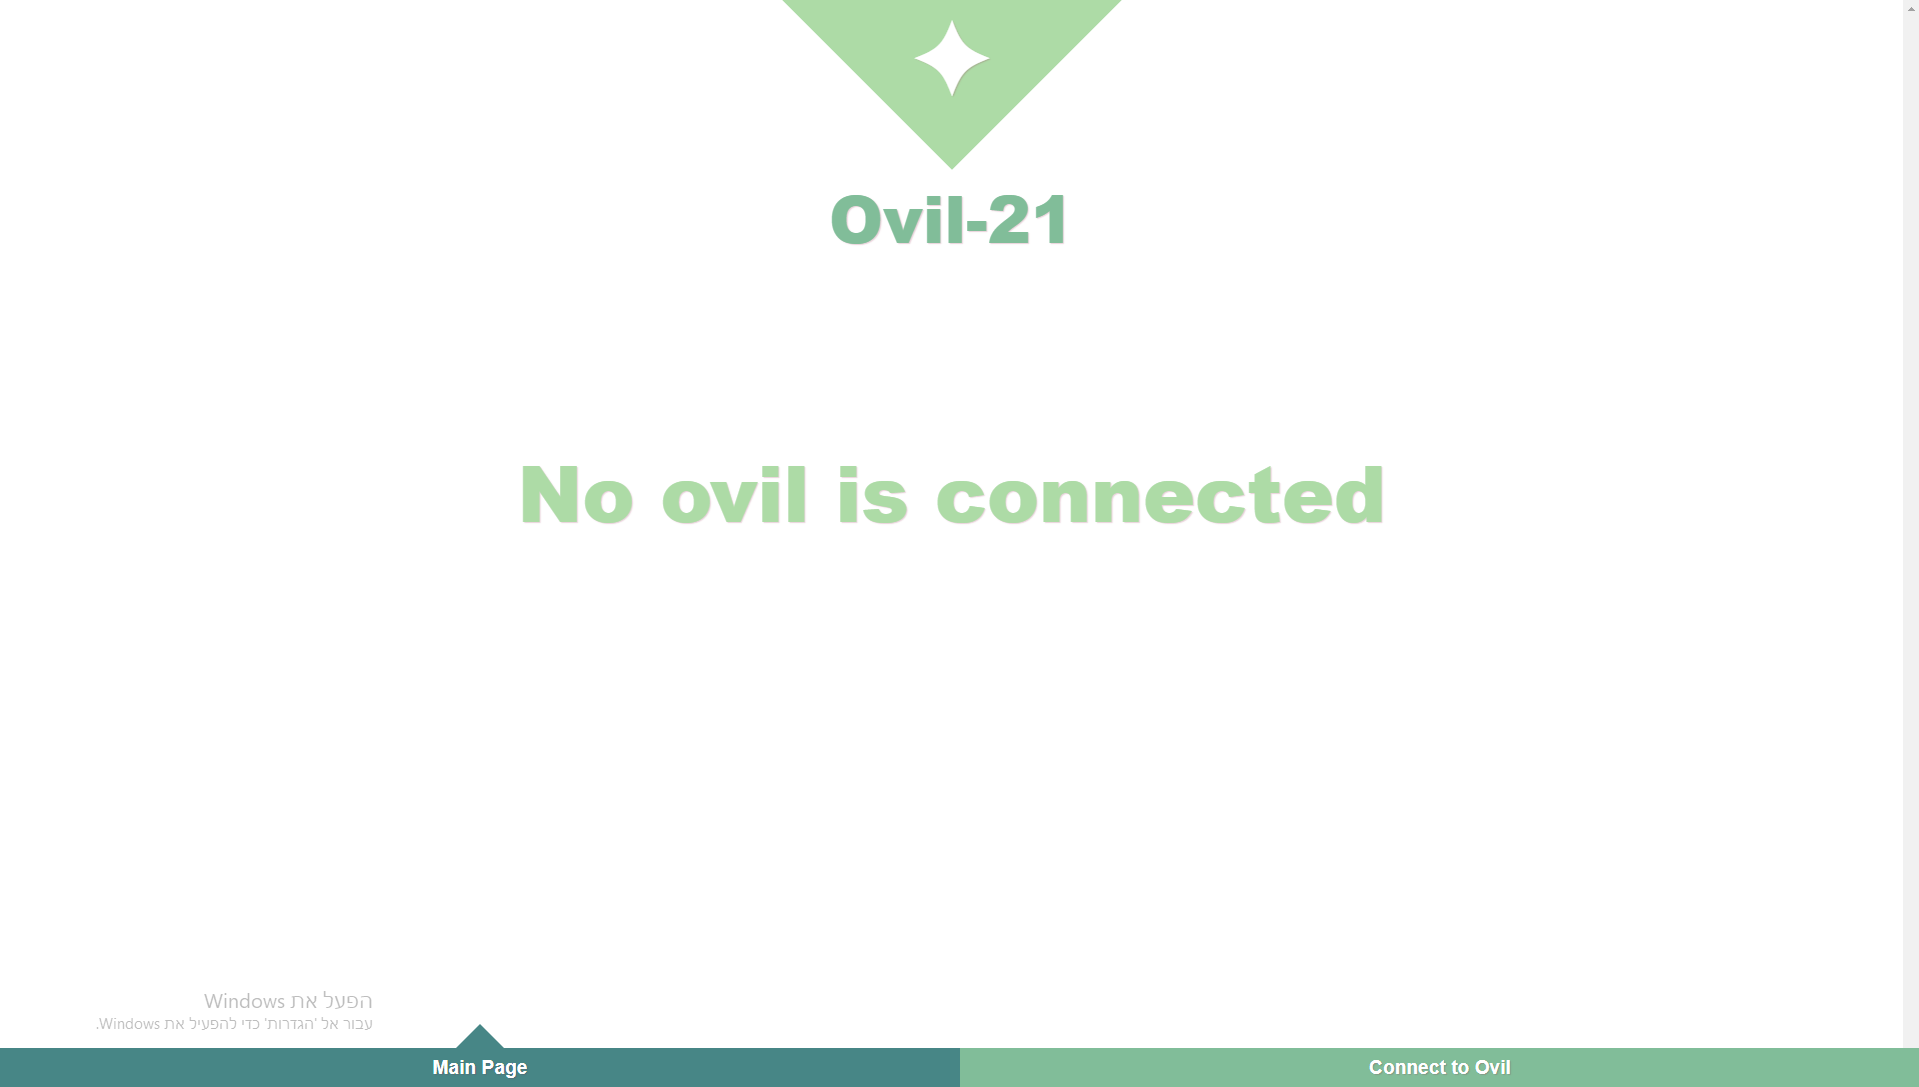 Ovil-21
No ovil is connected
הפעל את Windows
עבור אל 'הגדרות' כדי להפעיל את Windows.
Main Page
Connect to Ovil